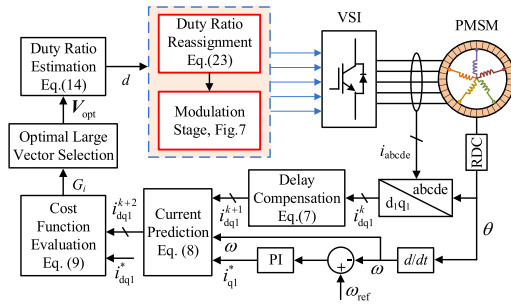 Duty Ratio
Estimation
Eq.(14)
d
Duty Ratio
Reassignment
Eq.(23)
Modulation
Stage, Fig.7
VSI
PMSM
V_opt
Optimal Large
Vector Selection
G_i
i_abcde
RDC
Cost
Function
Evaluation
Eq. (9)
i_dq1^{k+2}
i_dq1^*
Current
Prediction
Eq. (8)
i_dq1^{k+1}
Delay
Compensation
Eq.(7)
i_dq1^k
abcde
d_1q_1
θ
ω
i_q1^*
PI
+
-
ω
d/dt
ω_ref